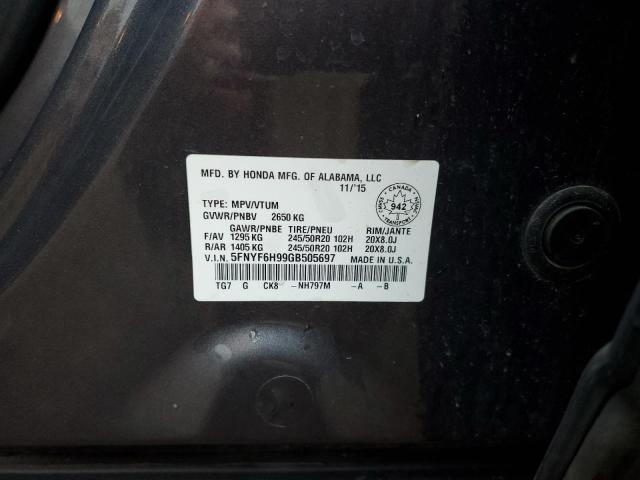 MFD. BY HONDA MFG. OF ALABAMA, LLC
11/'15
TYPE: MPV/VTUM
GVWR/PNBV 2650 KG
CANADA
942
GAWR/PNBE TIRE/PNEU RIM/JANTE
F/AV 1295 KG 245/50R20 102H 20X8.0J
R/AR 1405 KG 245/50R20 102H 20X8.0J
V.I.N. 5FNYF6H99GB505697 MADE IN U.S.A.
TG7 G CK8 -NH797M -A -B